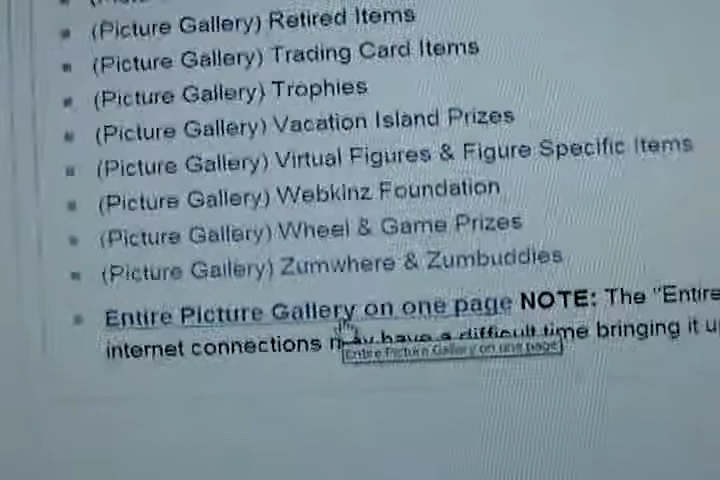 (Picture Gallery) Retired Items
(Picture Gallery) Trading Card Items
(Picture Gallery) Trophies
(Picture Gallery) Vacation Island Prizes
(Picture Gallery) Virtual Figures & Figure Specific Items
(Picture Gallery) Webkinz Foundation
(Picture Gallery) Wheel & Game Prizes
(Picture Gallery) Zumwhere & Zumbuddies
Entire Picture Gallery on one page NOTE: The "Entire
internet connections may have a difficult time bringing it u
Entire Picture Gallery on one page